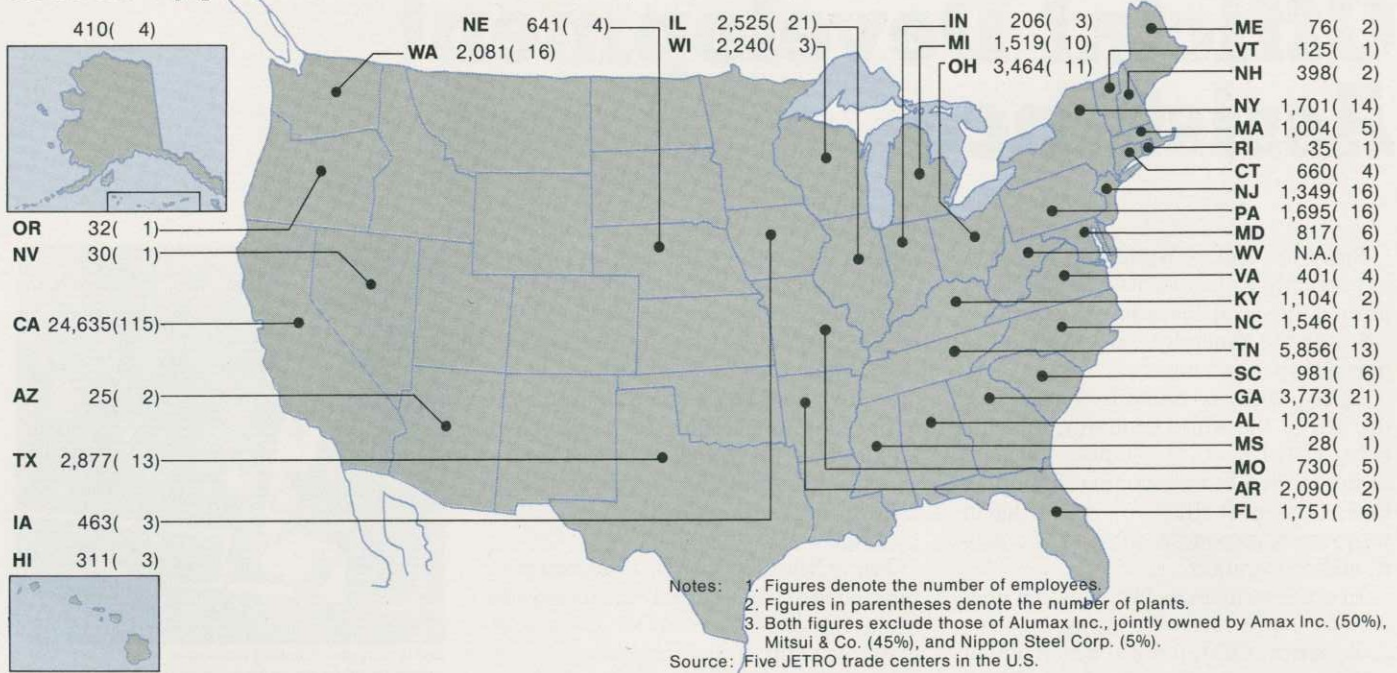 410( 4)
NE 641( 4)
WA 2,081( 16)
IL 2,525( 21)
WI 2,240( 3)
IN 206( 3)
MI 1,519( 10)
OH 3,464( 11)
ME 76( 2)
VT 125( 1)
NH 398( 2)
NY 1,701( 14)
MA 1,004( 5)
RI 35( 1)
CT 660( 4)
NJ 1,349( 16)
PA 1,695( 16)
MD 817( 6)
WV N.A.( 1)
VA 401( 4)
KY 1,104( 2)
NC 1,546( 11)
TN 5,856( 13)
SC 981( 6)
GA 3,773( 21)
AL 1,021( 3)
MS 28( 1)
MO 730( 5)
AR 2,090( 2)
FL 1,751( 6)
OR 32( 1)
NV 30( 1)
CA 24,635(115)
AZ 25( 2)
TX 2,877( 13)
IA 463( 3)
HI 311( 3)
Notes: 1. Figures denote the number of employees.
2. Figures in parentheses denote the number of plants.
3. Both figures exclude those of Alumax Inc., jointly owned by Amax Inc. (50%),
Mitsui & Co. (45%), and Nippon Steel Corp. (5%).
Source: Five JETRO trade centers in the U.S.